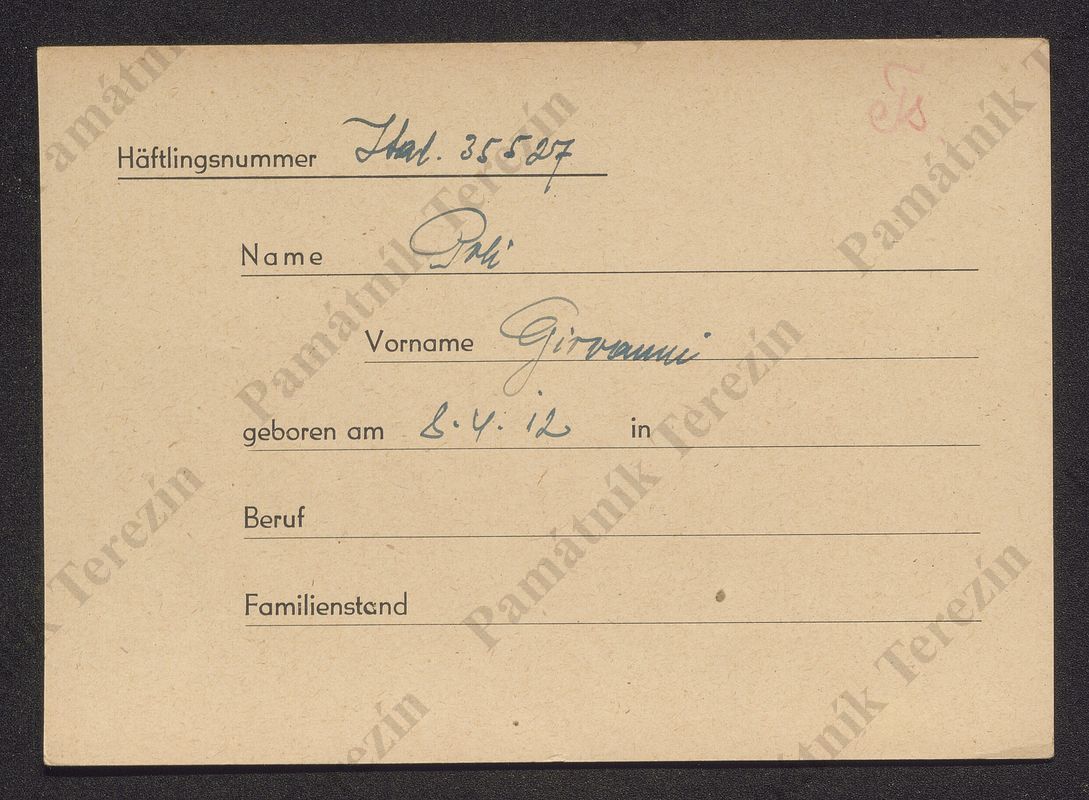 Häftlingsnummer Ital. 35527
Name Poli
Vorname Giovanni
geboren am 8.4.12 in
Beruf
Familienstand
Památník Terezín